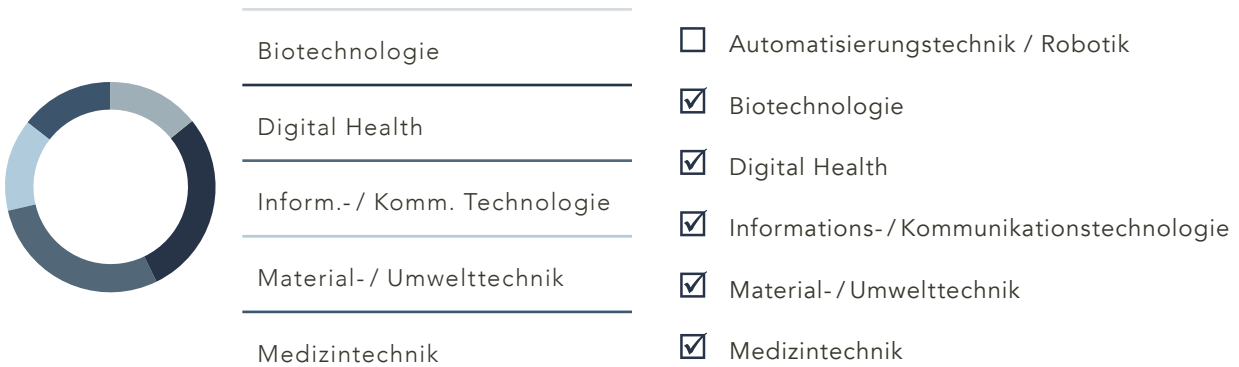 Biotechnologie
Digital Health
Inform.- / Komm. Technologie
Material- / Umwelttechnik
Medizintechnik
Automatisierungstechnik / Robotik
Biotechnologie
Digital Health
Informations- / Kommunikationstechnologie
Material- / Umwelttechnik
Medizintechnik